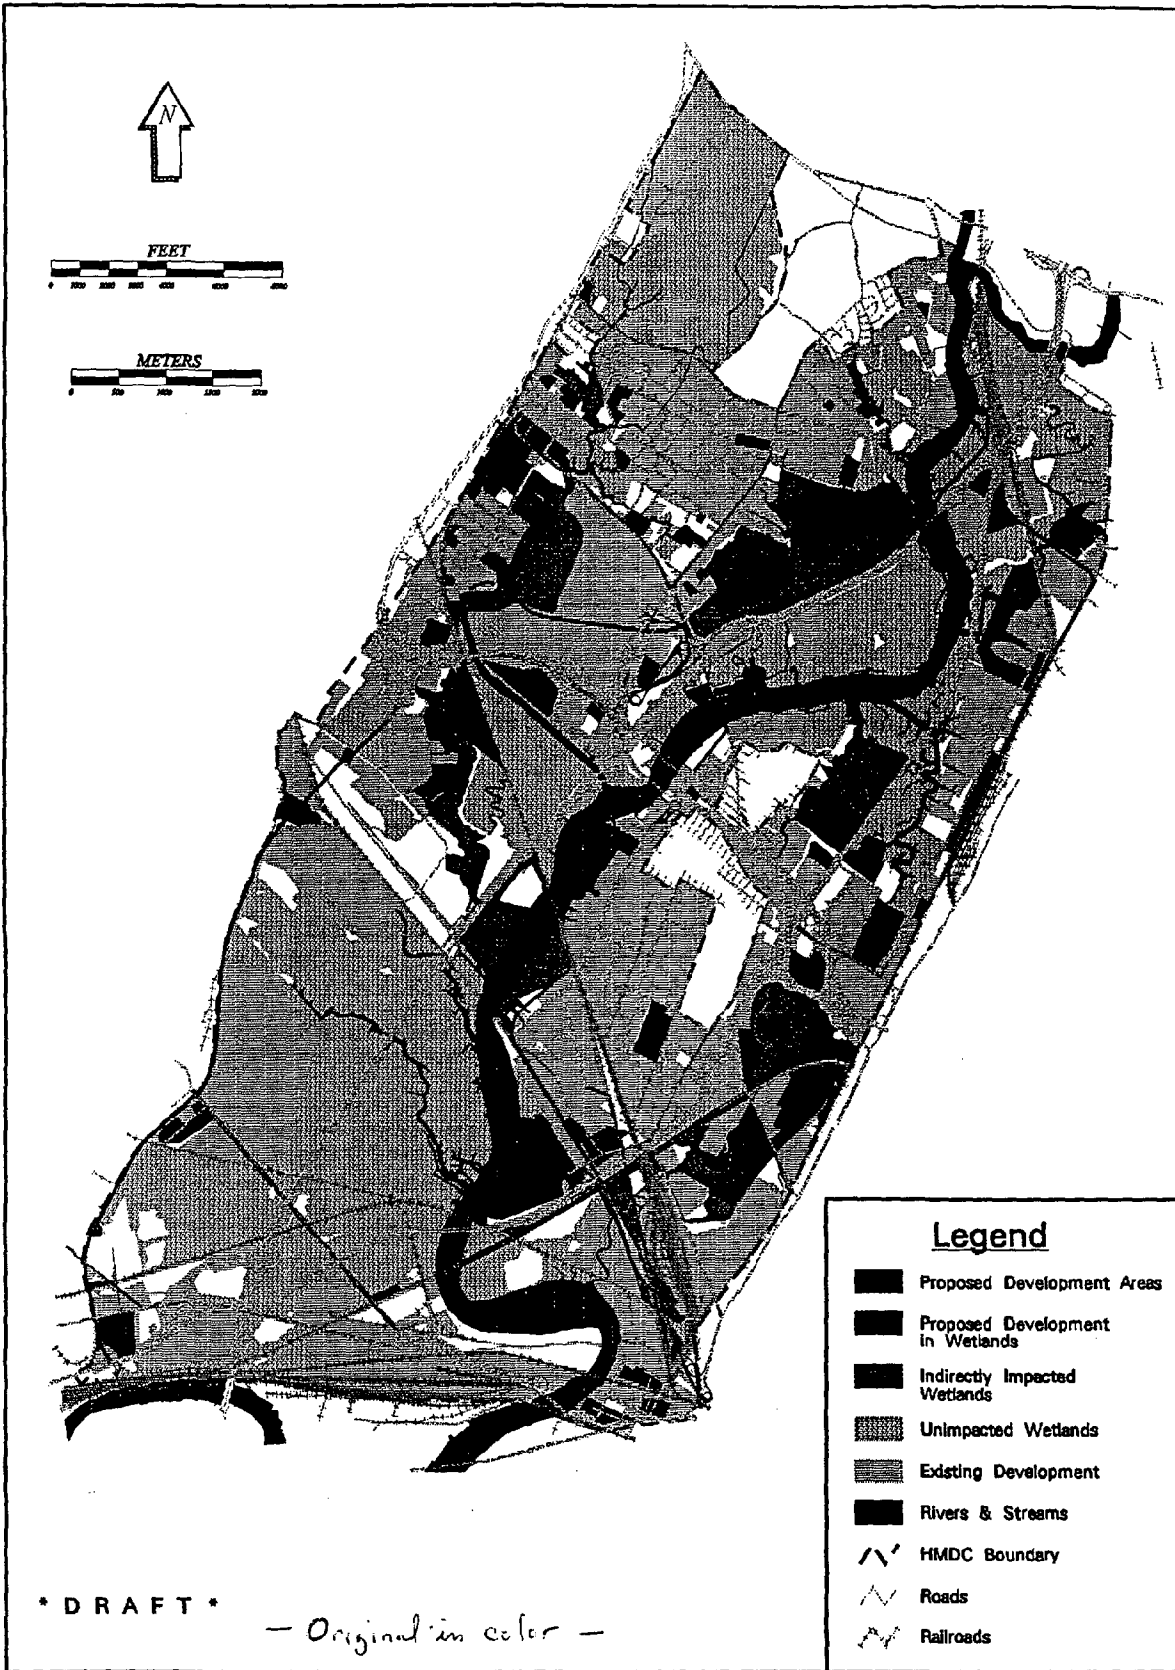 N
FEET
METERS
Legend
Proposed Development Areas
Proposed Development
in Wetlands
Indirectly Impacted
Wetlands
Unimpacted Wetlands
Existing Development
Rivers & Streams
HMDC Boundary
Roads
Railroads
* D R A F T *
— Original in color —